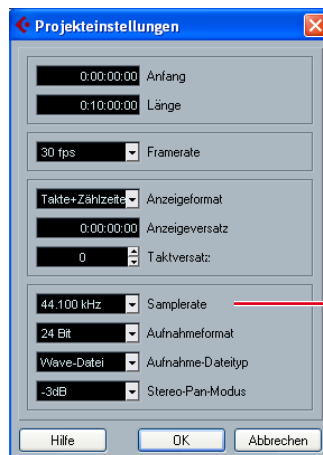 Projekteinstellungen
0:00:00:00 Anfang
0:10:00:00 Länge
30 fps Framerate
Takte+Zählzeite Anzeigeformat
0:00:00:00 Anzeigeversatz
0 Taktversatz
44.100 kHz Samplerate
24 Bit Aufnahmeformat
Wave-Datei Aufnahme-Dateityp
-3dB Stereo-Pan-Modus
Hilfe OK Abbrechen